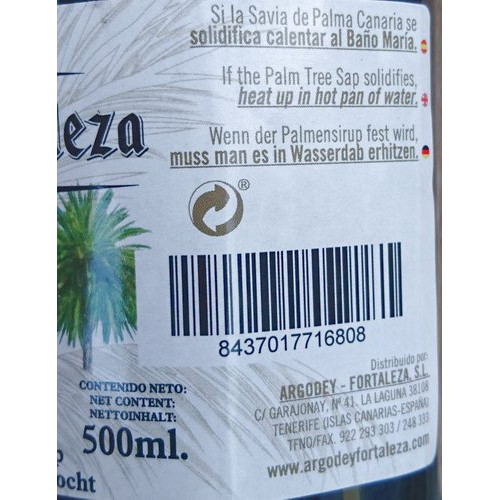 Si la Savia de Palma Canaria se
solidifica calentar al Baño María.
If the Palm Tree Sap solidifies,
heat up in hot pan of water.
Wenn der Palmensirup fest wird,
muss man es in Wasserdab erhitzen.
eza
®
8437017716808
CONTENIDO NETO:
NET CONTENT:
NETTOINHALT:
500ml.
p
ocht
Distribuido por:
ARGODEY - FORTALEZA, S.L.
C/ GARAJONAY, Nº 41. LA LAGUNA 38108
TENERIFE (ISLAS CANARIAS-ESPAÑA)
TFNO/FAX. 922 293 303 / 248 333
www.argodeyfortaleza.com